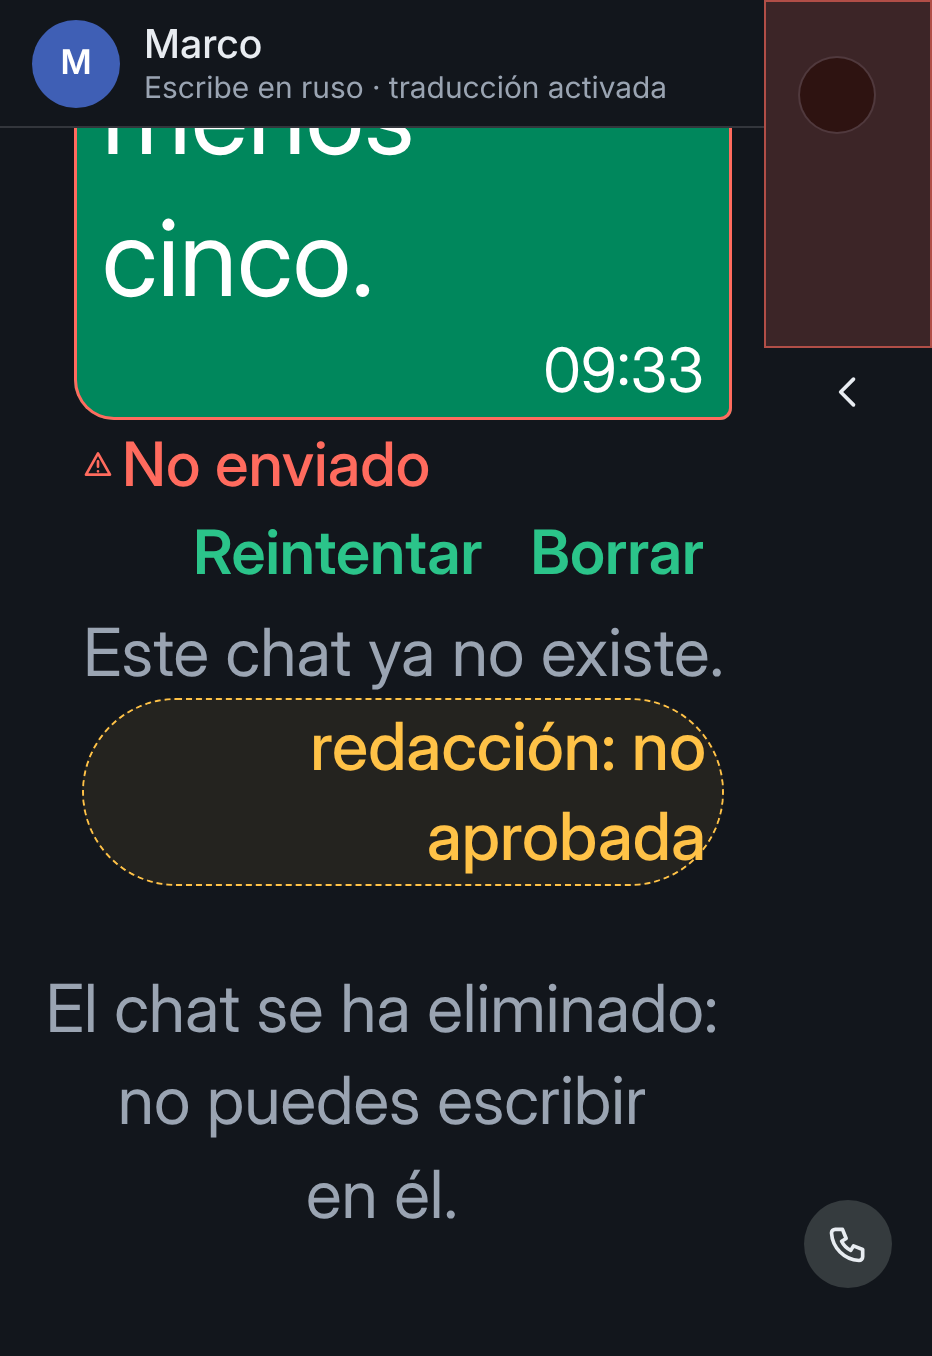 M
Marco
Escribe en ruso · traducción activada
menos
cinco.
09:33
No enviado
Reintentar Borrar
Este chat ya no existe.
redacción: no
aprobada
El chat se ha eliminado:
no puedes escribir
en él.